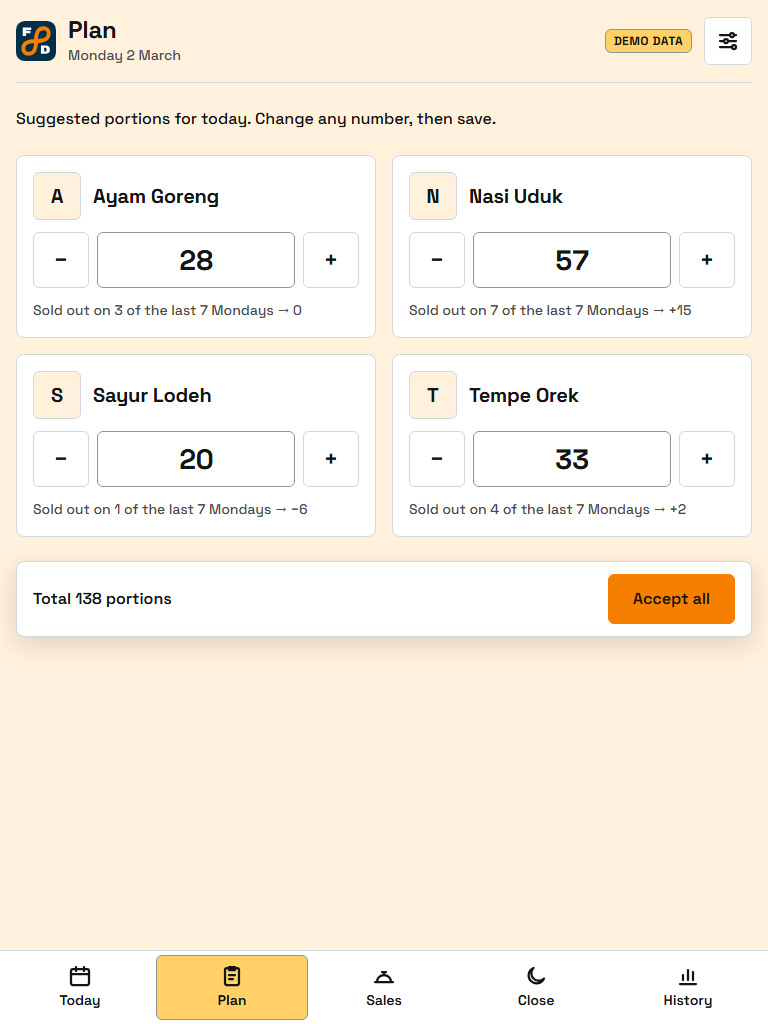 F
D
Plan
Monday 2 March
DEMO DATA
Suggested portions for today. Change any number, then save.
A
Ayam Goreng
− 28 +
Sold out on 3 of the last 7 Mondays → 0
N
Nasi Uduk
− 57 +
Sold out on 7 of the last 7 Mondays → +15
S
Sayur Lodeh
− 20 +
Sold out on 1 of the last 7 Mondays → −6
T
Tempe Orek
− 33 +
Sold out on 4 of the last 7 Mondays → +2
Total 138 portions
Accept all
Today
Plan
Sales
Close
History